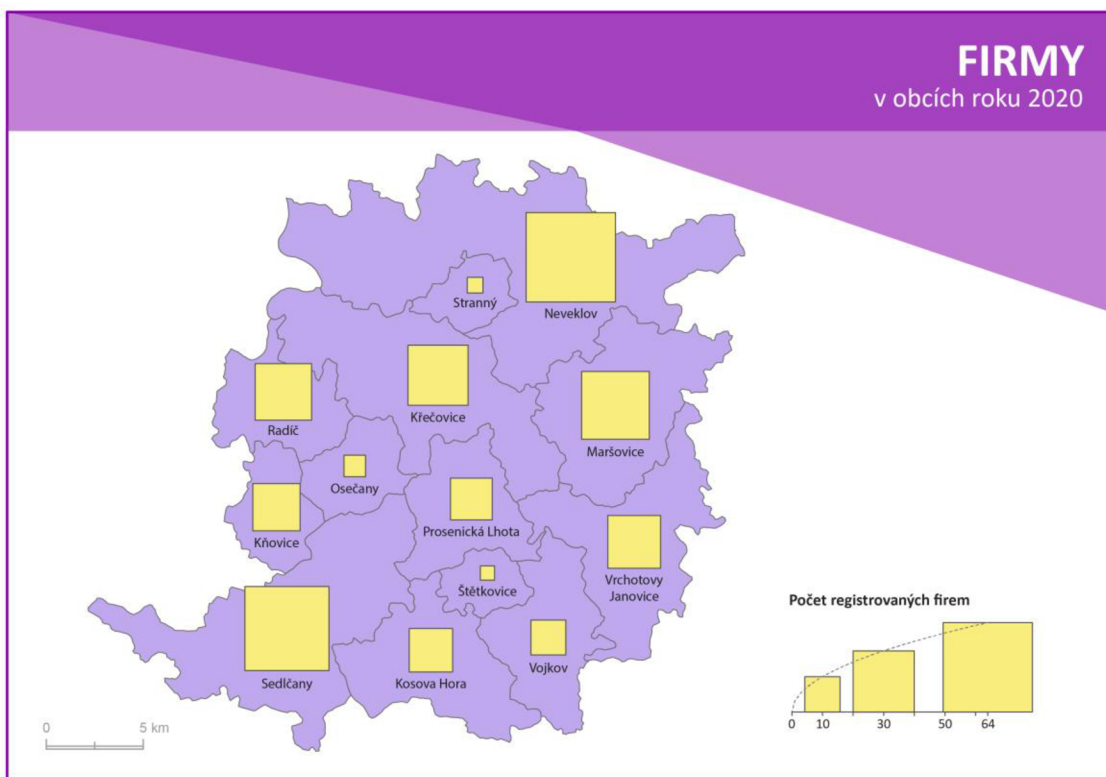 FIRMY
v obcích roku 2020
Stranný
Neveklov
Křečovice
Radíč
Maršovice
Osečany
Kňovice
Prosenická Lhota
Vrchotovy
Janovice
Štětkovice
Sedlčany
Kosova Hora
Vojkov
Počet registrovaných firem
0 10 30 50 64
0 5 km